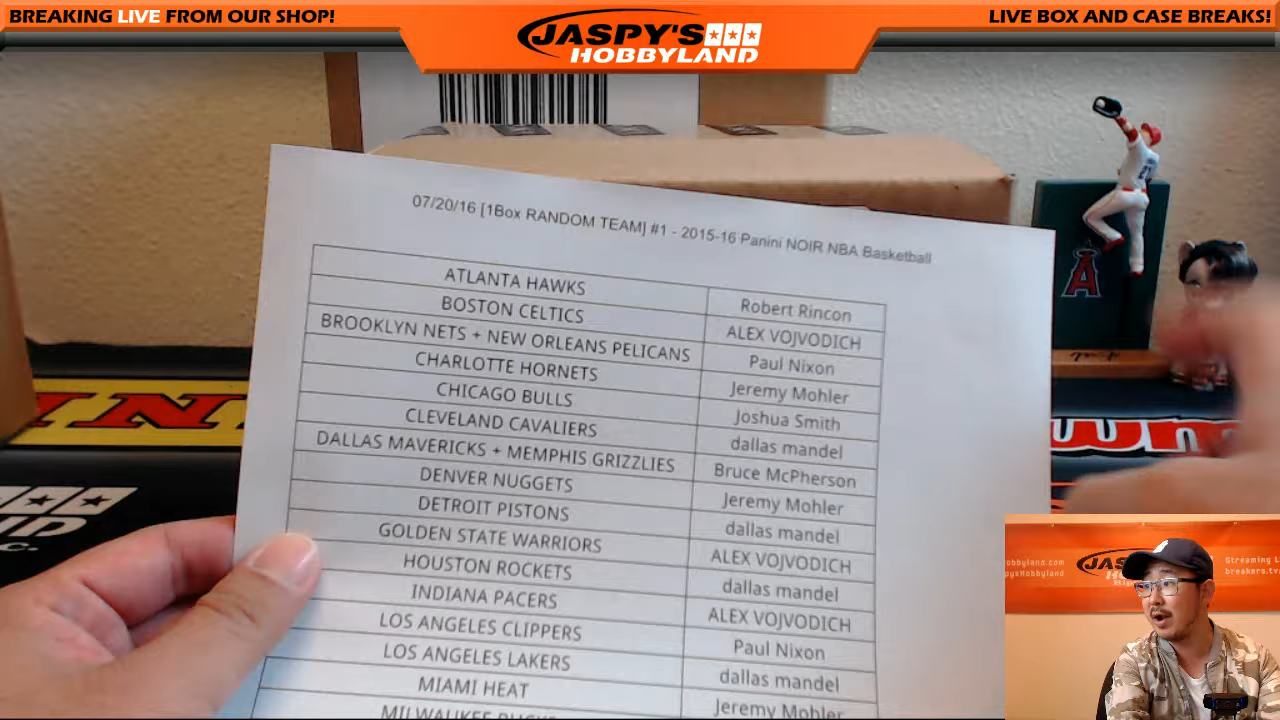 BREAKING LIVE FROM OUR SHOP!
JASPY'S
HOBBYLAND
LIVE BOX AND CASE BREAKS!
07/20/16 [1Box RANDOM TEAM] #1 - 2015-16 Panini NOIR NBA Basketball
ATLANTA HAWKS Robert Rincon
BOSTON CELTICS ALEX VOJVODICH
BROOKLYN NETS + NEW ORLEANS PELICANS Paul Nixon
CHARLOTTE HORNETS Jeremy Mohler
CHICAGO BULLS Joshua Smith
CLEVELAND CAVALIERS dallas mandel
DALLAS MAVERICKS + MEMPHIS GRIZZLIES Bruce McPherson
DENVER NUGGETS Jeremy Mohler
DETROIT PISTONS dallas mandel
GOLDEN STATE WARRIORS ALEX VOJVODICH
HOUSTON ROCKETS dallas mandel
INDIANA PACERS ALEX VOJVODICH
LOS ANGELES CLIPPERS Paul Nixon
LOS ANGELES LAKERS dallas mandel
MIAMI HEAT Jeremy Mohler
MILWAUKEE BUCKS
A